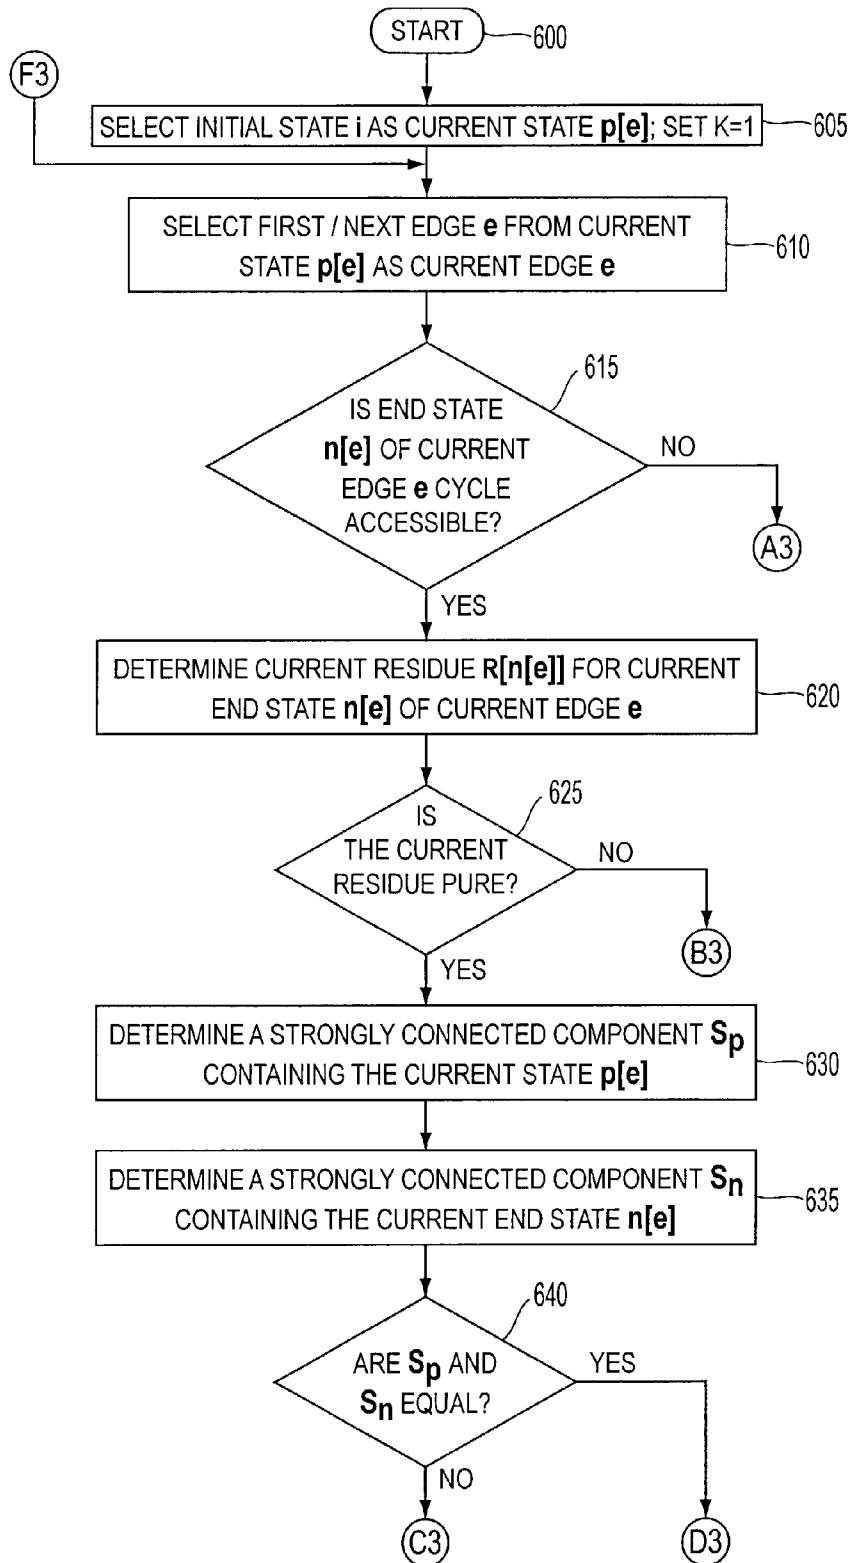 START
600
F3
SELECT INITIAL STATE i AS CURRENT STATE p[e]; SET K=1
605
SELECT FIRST / NEXT EDGE e FROM CURRENT
STATE p[e] AS CURRENT EDGE e
610
615
IS END STATE
n[e] OF CURRENT
EDGE e CYCLE
ACCESSIBLE?
NO
A3
YES
DETERMINE CURRENT RESIDUE R[n[e]] FOR CURRENT
END STATE n[e] OF CURRENT EDGE e
620
625
IS
THE CURRENT
RESIDUE PURE?
NO
B3
YES
DETERMINE A STRONGLY CONNECTED COMPONENT Sp
CONTAINING THE CURRENT STATE p[e]
630
DETERMINE A STRONGLY CONNECTED COMPONENT Sn
CONTAINING THE CURRENT END STATE n[e]
635
640
ARE Sp AND
Sn EQUAL?
YES
NO
C3
D3